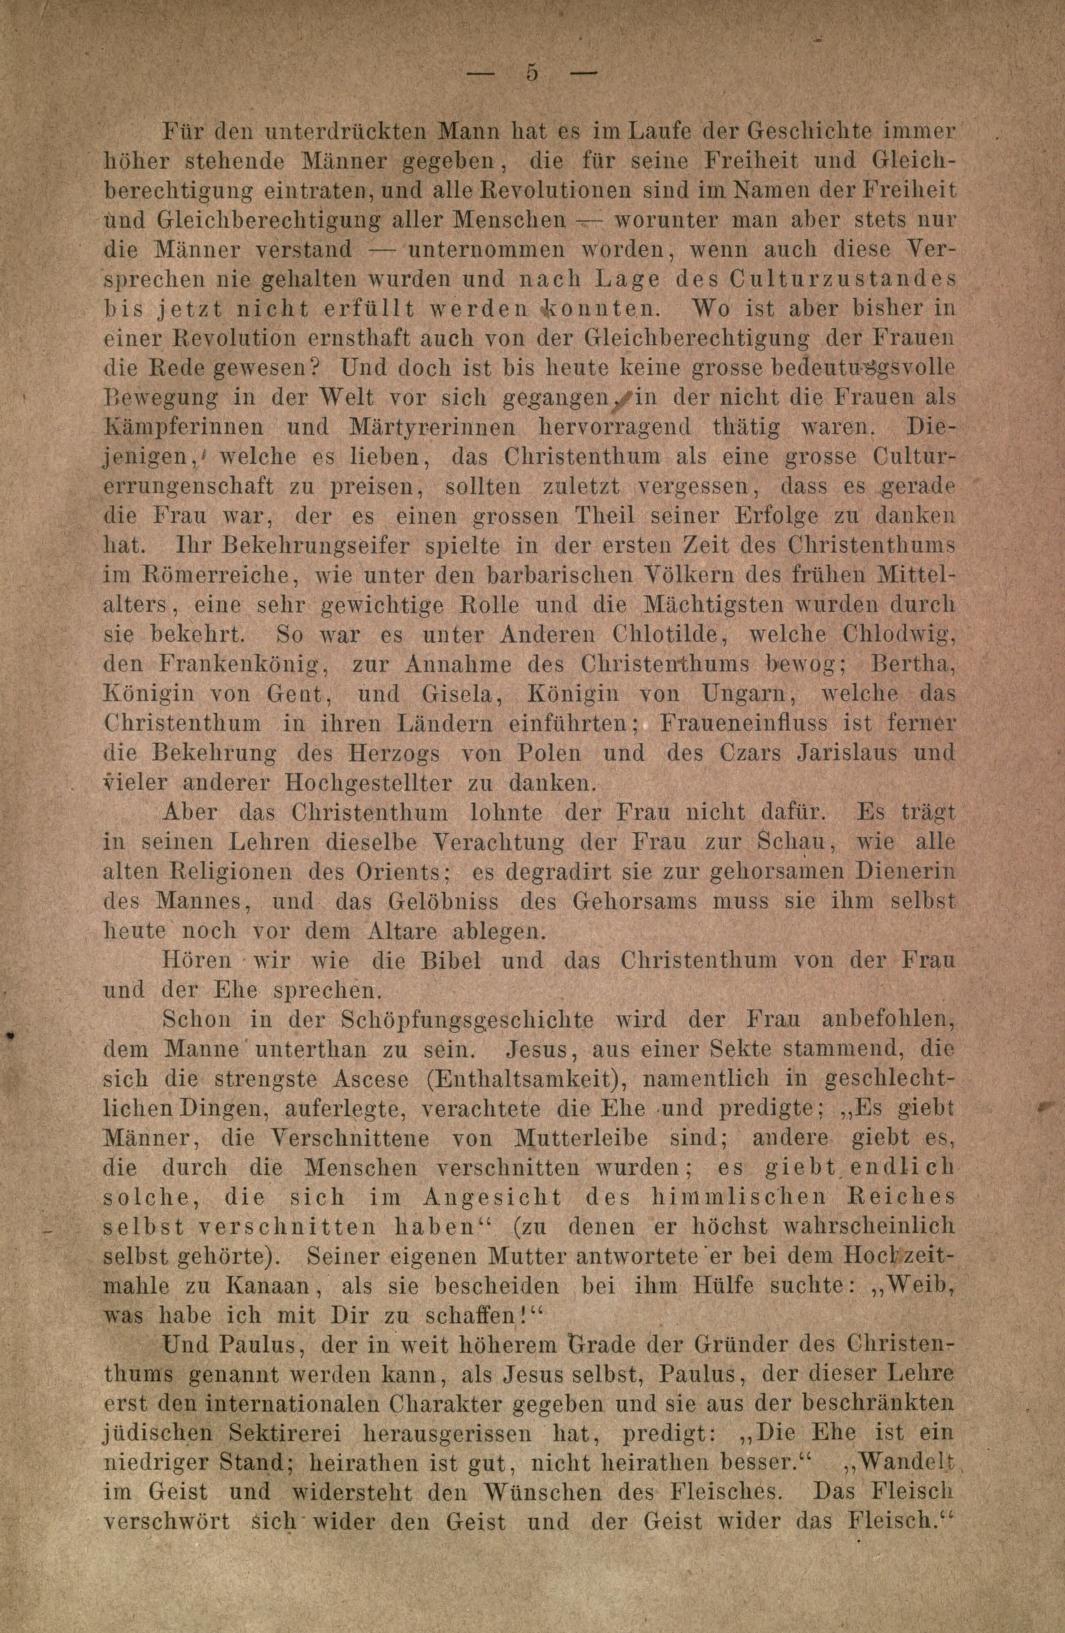 — 5 —
Für den unterdrückten Mann hat es im Laufe der Geschichte immer
höher stehende Männer gegeben, die für seine Freiheit und Gleich-
berechtigung eintraten, und alle Revolutionen sind im Namen der Freiheit
und Gleichberechtigung aller Menschen — worunter man aber stets nur
die Männer verstand — unternommen worden, wenn auch diese Ver-
sprechen nie gehalten wurden und nach Lage des Culturzustandes
bis jetzt nicht erfüllt werden konnten. Wo ist aber bisher in
einer Revolution ernsthaft auch von der Gleichberechtigung der Frauen
die Rede gewesen? Und doch ist bis heute keine grosse bedeutungsvolle
Bewegung in der Welt vor sich gegangen, in der nicht die Frauen als
Kämpferinnen und Märtyrerinnen hervorragend thätig waren. Die-
jenigen, welche es lieben, das Christenthum als eine grosse Cultur-
errungenschaft zu preisen, sollten zuletzt vergessen, dass es gerade
die Frau war, der es einen grossen Theil seiner Erfolge zu danken
hat. Ihr Bekehrungseifer spielte in der ersten Zeit des Christenthums
im Römerreiche, wie unter den barbarischen Völkern des frühen Mittel-
alters, eine sehr gewichtige Rolle und die Mächtigsten wurden durch
sie bekehrt. So war es unter Anderen Chlotilde, welche Chlodwig,
den Frankenkönig, zur Annahme des Christenthums bewog; Bertha,
Königin von Gent, und Gisela, Königin von Ungarn, welche das
Christenthum in ihren Ländern einführten; Fraueneinfluss ist ferner
die Bekehrung des Herzogs von Polen und des Czars Jarislaus und
vieler anderer Hochgestellter zu danken.
Aber das Christenthum lohnte der Frau nicht dafür. Es trägt
in seinen Lehren dieselbe Verachtung der Frau zur Schau, wie alle
alten Religionen des Orients; es degradirt sie zur gehorsamen Dienerin
des Mannes, und das Gelöbniss des Gehorsams muss sie ihm selbst
heute noch vor dem Altare ablegen.
Hören wir wie die Bibel und das Christenthum von der Frau
und der Ehe sprechen.
Schon in der Schöpfungsgeschichte wird der Frau anbefohlen,
dem Manne unterthan zu sein. Jesus, aus einer Sekte stammend, die
sich die strengste Ascese (Enthaltsamkeit), namentlich in geschlecht-
lichen Dingen, auferlegte, verachtete die Ehe und predigte; „Es giebt
Männer, die Verschnittene von Mutterleibe sind; andere giebt es,
die durch die Menschen verschnitten wurden; es giebt endlich
solche, die sich im Angesicht des himmlischen Reiches
selbst verschnitten haben“ (zu denen er höchst wahrscheinlich
selbst gehörte). Seiner eigenen Mutter antwortete er bei dem Hochzeit-
mahle zu Kanaan, als sie bescheiden bei ihm Hülfe suchte: „Weib,
was habe ich mit Dir zu schaffen!“
Und Paulus, der in weit höherem Grade der Gründer des Christen-
thums genannt werden kann, als Jesus selbst, Paulus, der dieser Lehre
erst den internationalen Charakter gegeben und sie aus der beschränkten
jüdischen Sektirerei herausgerissen hat, predigt: „Die Ehe ist ein
niedriger Stand; heirathen ist gut, nicht heirathen besser.“ „Wandelt
im Geist und widersteht den Wünschen des Fleisches. Das Fleisch
verschwört sich wider den Geist und der Geist wider das Fleisch.“